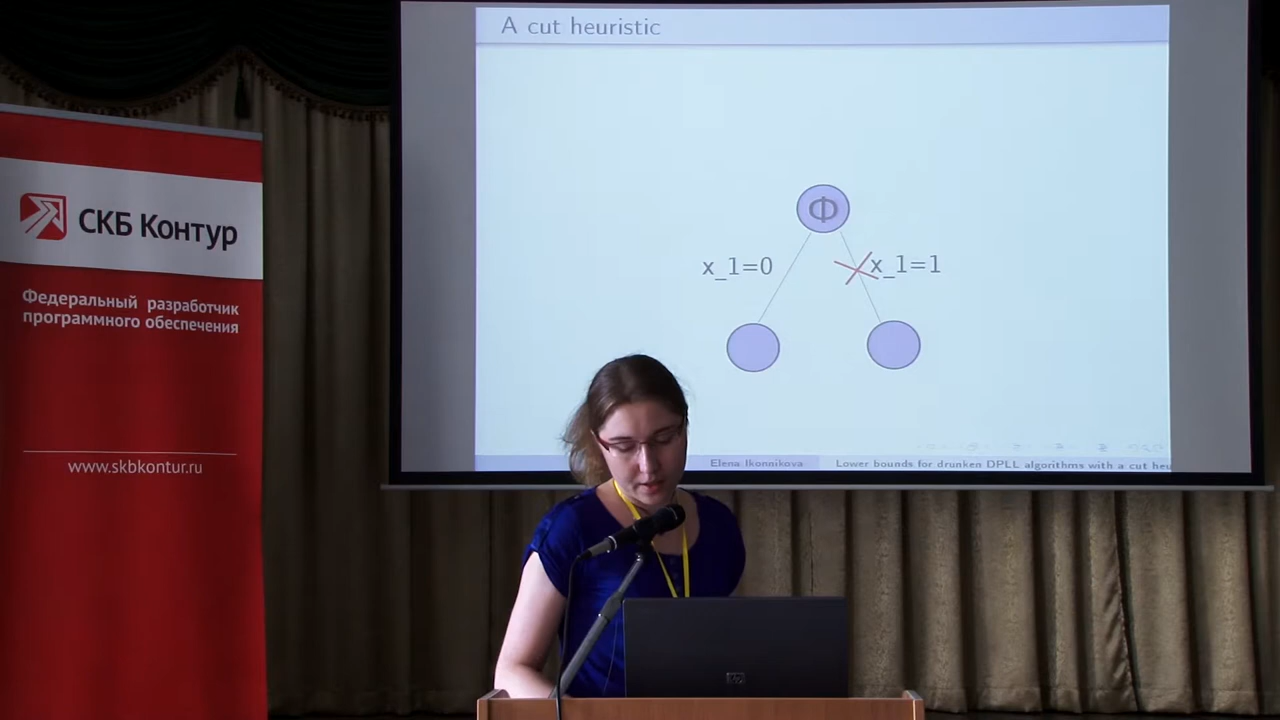 A cut heuristic
Ф
x_1=0
x_1=1
Elena Ikonnikova
Lower bounds for drunken DPLL algorithms with a cut heu
СКБ Контур
Федеральный разработчик
программного обеспечения
www.skbkontur.ru
hp